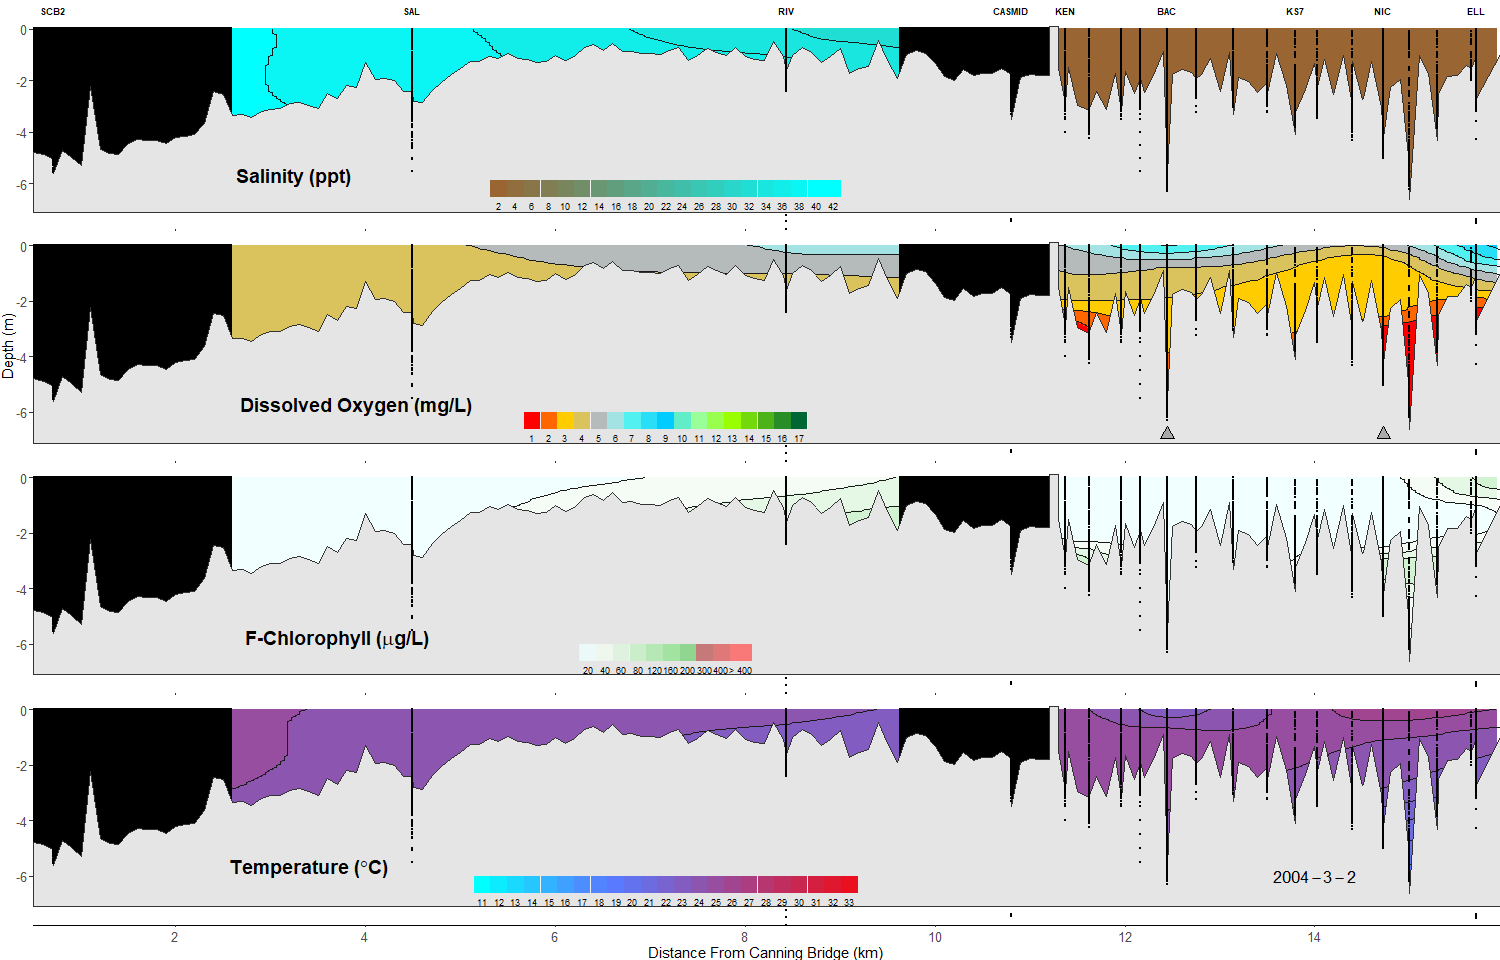 SCB2 SAL RIV CASMID KEN BAC KS7 NIC ELL
0
-2
-4
-6
Salinity (ppt)
2 4 6 8 10 12 14 16 18 20 22 24 26 28 30 32 34 36 38 40 42
0
-2
-4
-6
Depth (m)
Dissolved Oxygen (mg/L)
1 2 3 4 5 6 7 8 9 10 11 12 13 14 15 16 17
0
-2
-4
-6
F-Chlorophyll (μg/L)
20 40 60 80 120 160 200 300 400 > 400
0
-2
-4
-6
Temperature (°C)
2004 – 3 – 2
11 12 13 14 15 16 17 18 19 20 21 22 23 24 25 26 27 28 29 30 31 32 33
2 4 6 8 10 12 14
Distance From Canning Bridge (km)